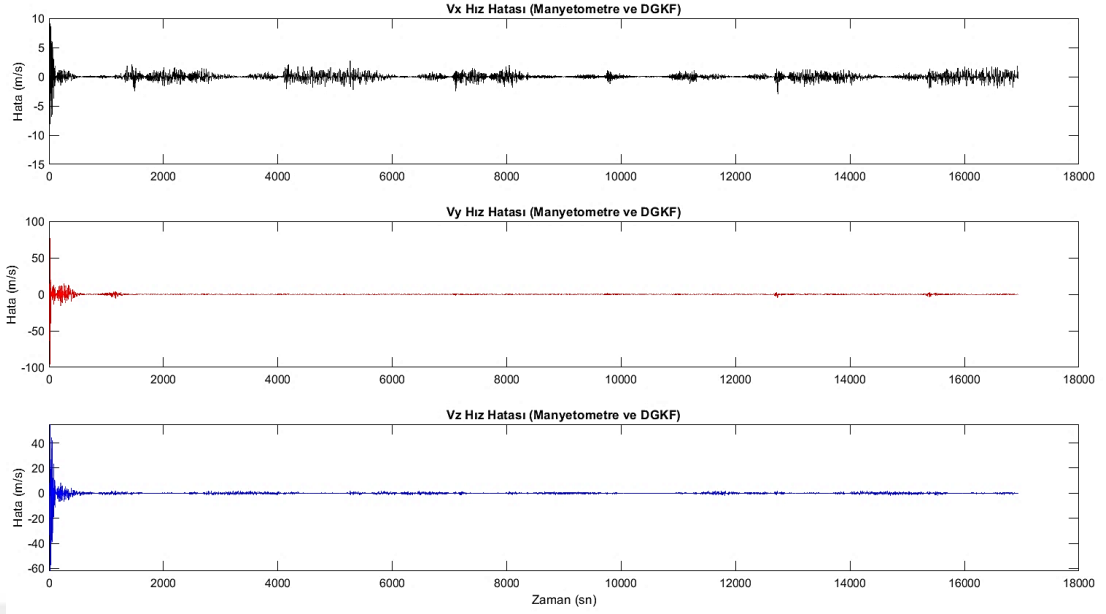 Vx Hız Hatası (Manyetometre ve DGKF)
10
5
0
-5
-10
-15
Hata (m/s)
0 2000 4000 6000 8000 10000 12000 14000 16000 18000
Vy Hız Hatası (Manyetometre ve DGKF)
100
50
0
-50
-100
Hata (m/s)
0 2000 4000 6000 8000 10000 12000 14000 16000 18000
Vz Hız Hatası (Manyetometre ve DGKF)
40
20
0
-20
-40
-60
Hata (m/s)
0 2000 4000 6000 8000 10000 12000 14000 16000 18000
Zaman (sn)